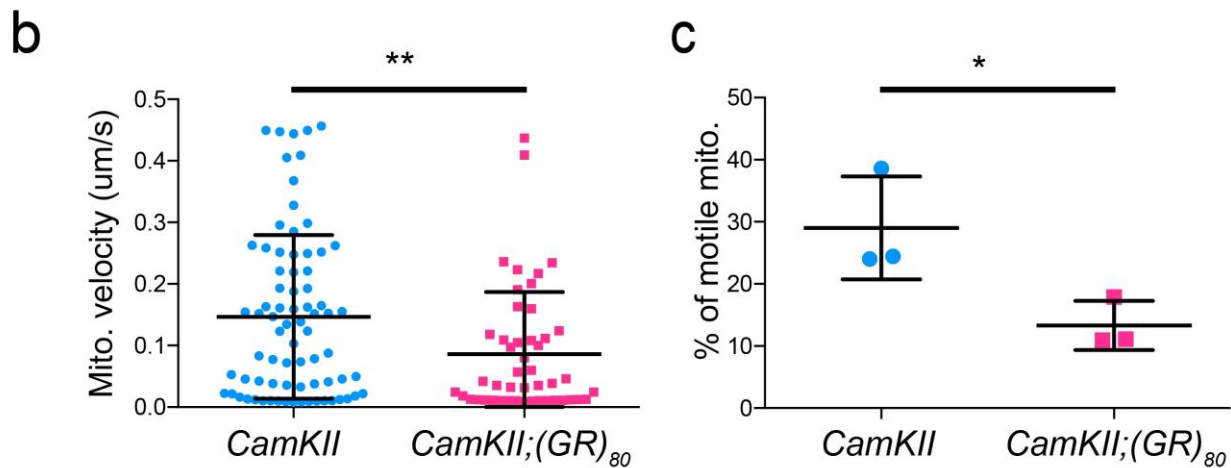 b
**
Mito. velocity (um/s)
0.5
0.4
0.3
0.2
0.1
0.0
CamKII
CamKII;(GR)80
c
*
% of motile mito.
50
40
30
20
10
0
CamKII
CamKII;(GR)80